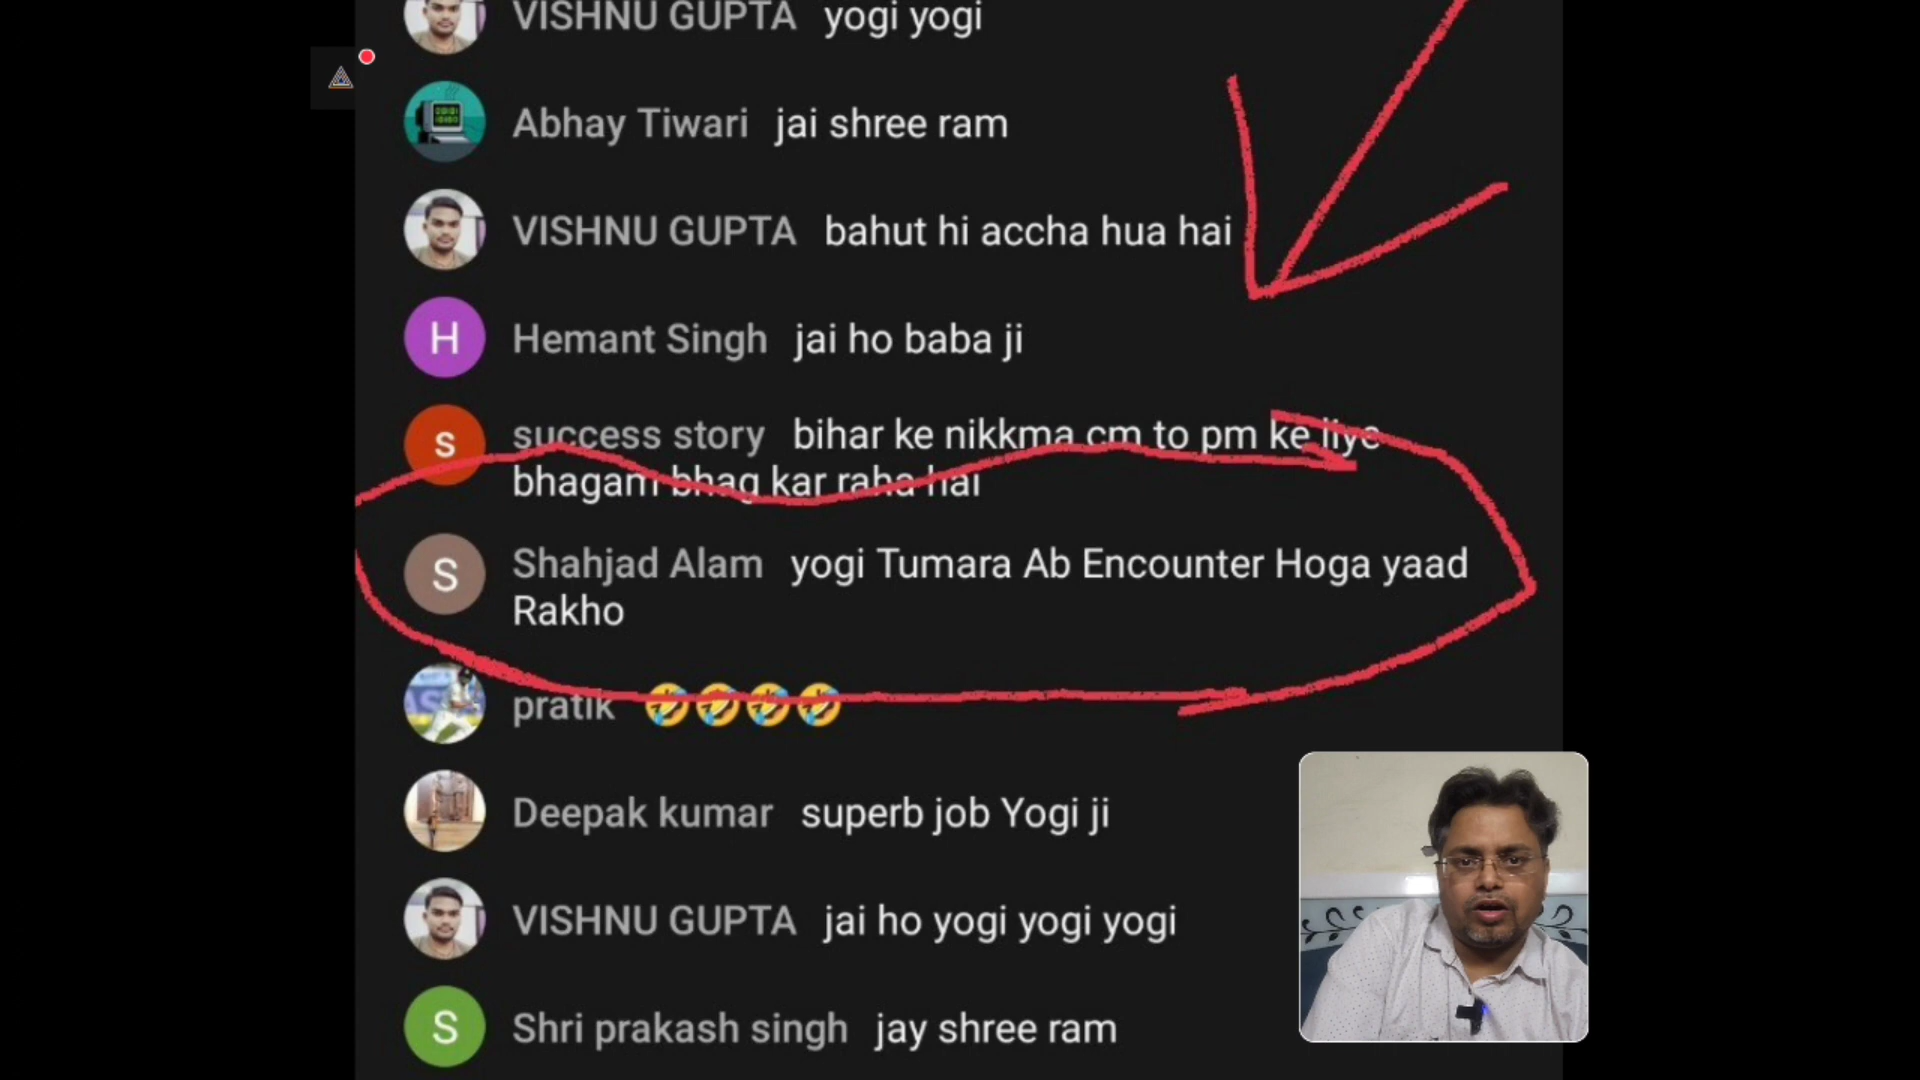 VISHNU GUPTA yogi yogi
Abhay Tiwari jai shree ram
VISHNU GUPTA bahut hi accha hua hai
H Hemant Singh jai ho baba ji
s success story bihar ke nikkma cm to pm ke liye
bhagam bhag kar raha hai
S Shahjad Alam yogi Tumara Ab Encounter Hoga yaad
Rakho
pratik 🤣🤣🤣🤣
Deepak kumar superb job Yogi ji
VISHNU GUPTA jai ho yogi yogi yogi
S Shri prakash singh jay shree ram